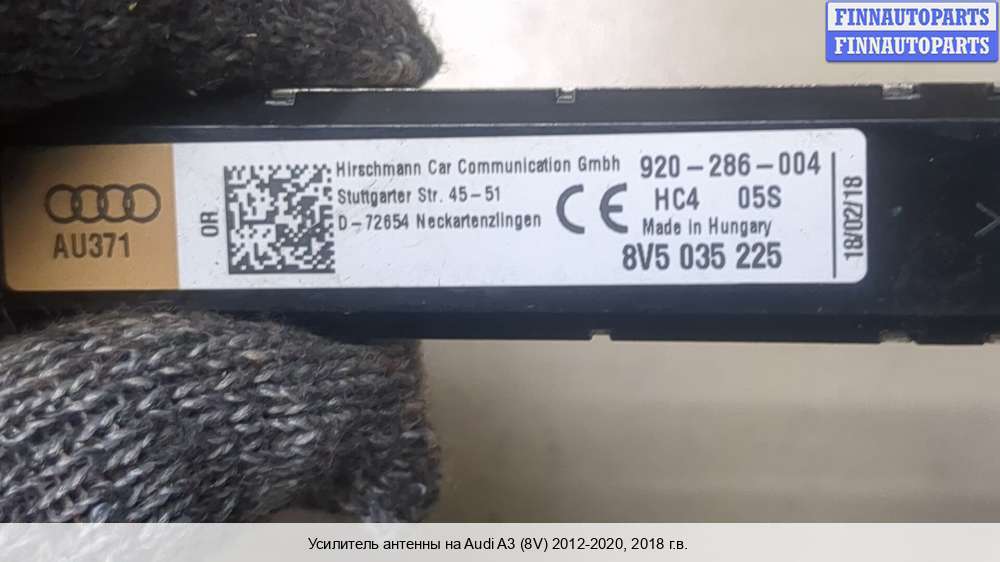 FINNAUTOPARTS
FINNAUTOPARTS
AU371
OR
Hirschmann Car Communication Gmbh
Stuttgarter Str. 45-51
D-72654 Neckartenzlingen
CE
920-286-004
HC4 05S
Made in Hungary
8V5 035 225
18/02/18
Усилитель антенны на Audi A3 (8V) 2012-2020, 2018 г.в.